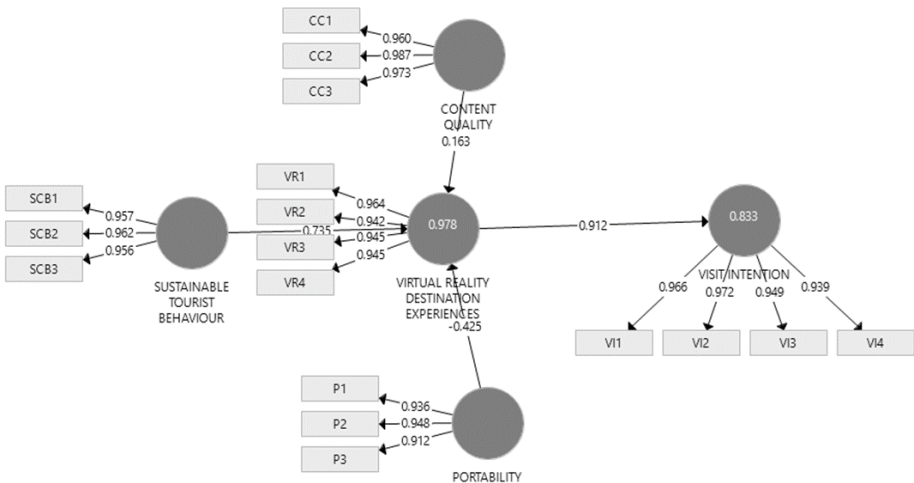 CC1
CC2
CC3
0.960
0.987
0.973
CONTENT
QUALITY
0.163
SCB1
SCB2
SCB3
0.957
0.962
0.956
SUSTAINABLE
TOURIST
BEHAVIOUR
0.735
VR1
VR2
VR3
VR4
0.964
0.942
0.945
0.945
0.978
VIRTUAL REALITY
DESTINATION
EXPERIENCES
-0.425
0.912
0.833
VISIT INTENTION
0.966
0.972
0.949
0.939
VI1
VI2
VI3
VI4
P1
P2
P3
0.936
0.948
0.912
PORTABILITY